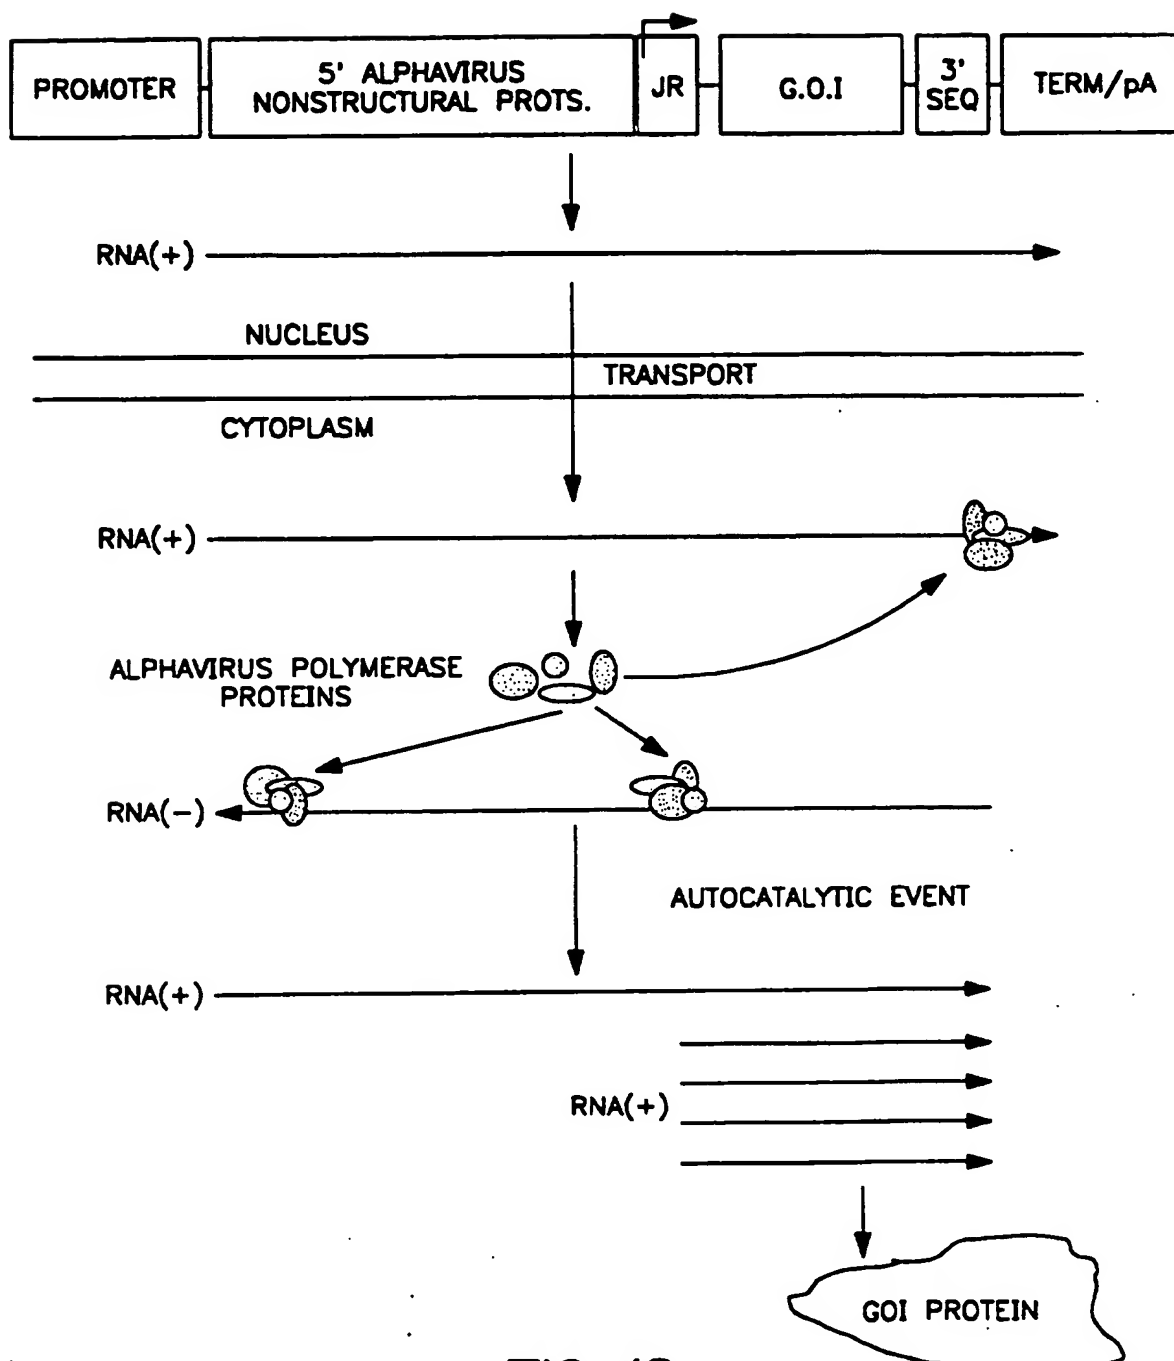 PROMOTER
5' ALPHAVIRUS
NONSTRUCTURAL PROTS.
JR
G.O.I
3'
SEQ
TERM/pA
RNA(+)
NUCLEUS
TRANSPORT
CYTOPLASM
RNA(+)
ALPHAVIRUS POLYMERASE
PROTEINS
RNA(-)
AUTOCATALYTIC EVENT
RNA(+)
RNA(+)
GOI PROTEIN